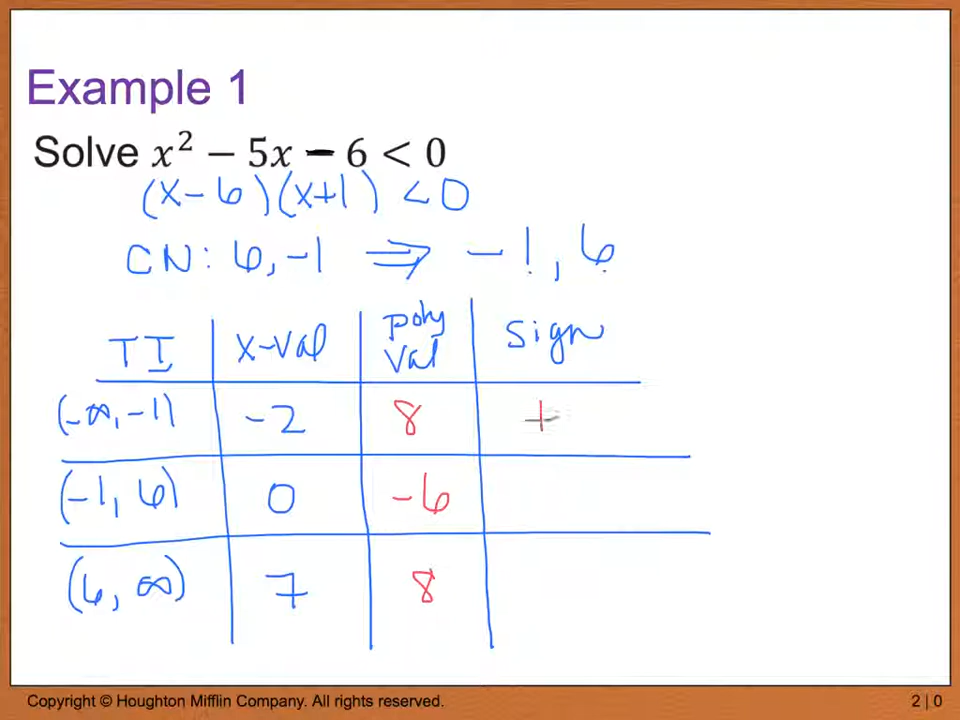 Example 1
Solve x² − 5x − 6 < 0
(x-6)(x+1) < 0
CN: 6, -1 ⇒ -1, 6
TI x-val poly val sign
(-∞, -1) -2 8 +
(-1, 6) 0 -6
(6, ∞) 7 8
Copyright © Houghton Mifflin Company. All rights reserved. 2 | 0